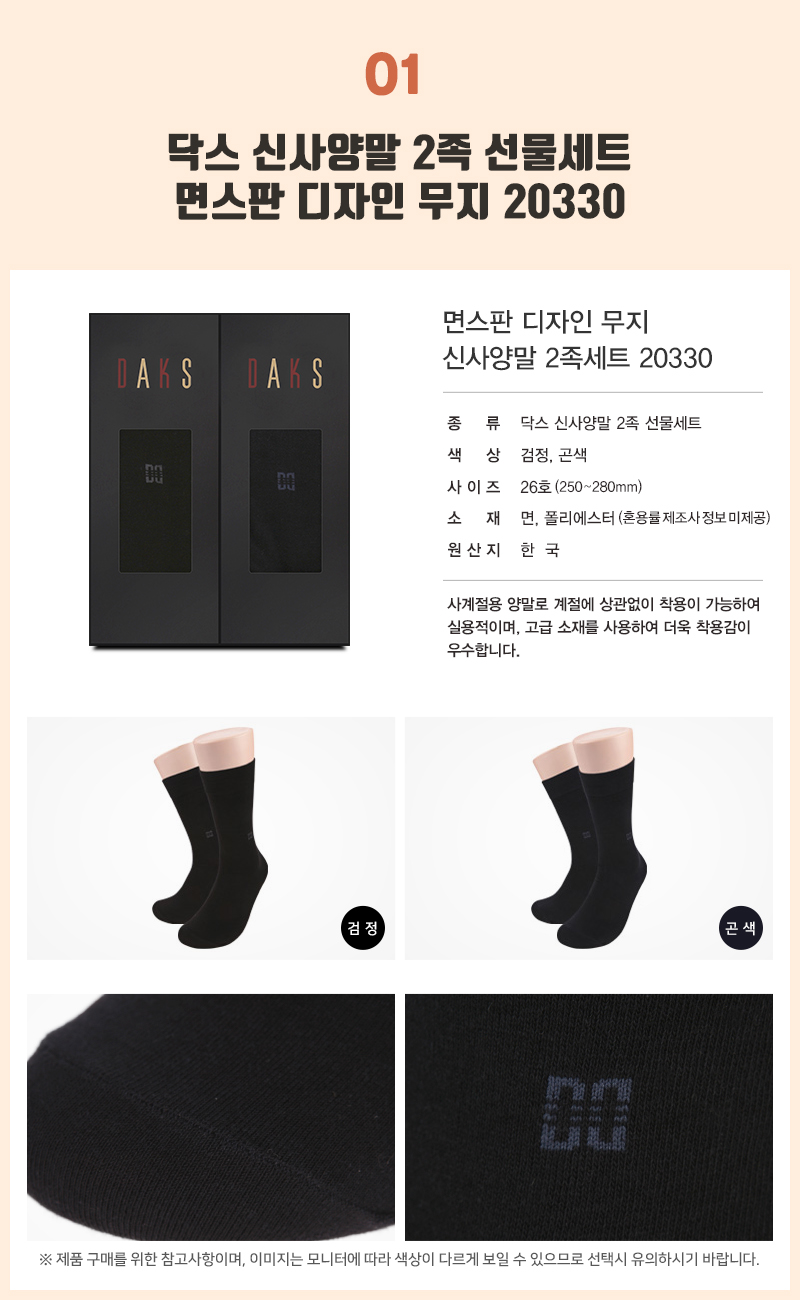 01
닥스 신사양말 2족 선물세트
면스판 디자인 무지 20330
DAKS DAKS
면스판 디자인 무지
신사양말 2족세트 20330
종 류 닥스 신사양말 2족 선물세트
색 상 검정, 곤색
사 이 즈 26호 (250~280mm)
소 재 면, 폴리에스터 (혼용률 제조사 정보 미제공)
원 산 지 한 국
사계절용 양말로 계절에 상관없이 착용이 가능하여
실용적이며, 고급 소재를 사용하여 더욱 착용감이
우수합니다.
검 정
곤 색
※ 제품 구매를 위한 참고사항이며, 이미지는 모니터에 따라 색상이 다르게 보일 수 있으므로 선택시 유의하시기 바랍니다.